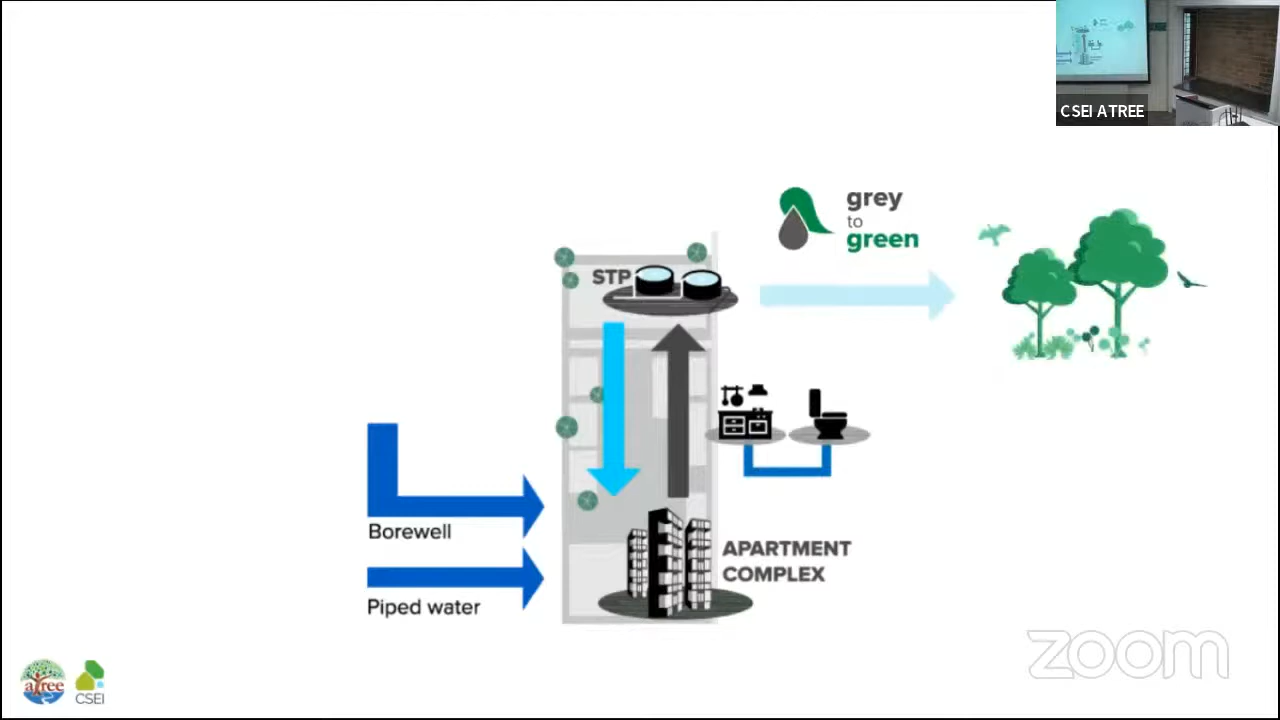 CSEI ATREE
grey
to
green
STP
Borewell
Piped water
APARTMENT
COMPLEX
atree
CSEI
zoom